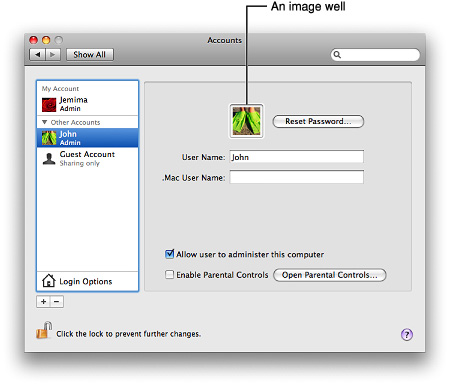 An image well
Accounts
Show All
My Account
Jemima
Admin
Other Accounts
John
Admin
Guest Account
Sharing only
Login Options
Reset Password...
User Name: John
.Mac User Name:
Allow user to administer this computer
Enable Parental Controls
Open Parental Controls...
+ −
Click the lock to prevent further changes.
?